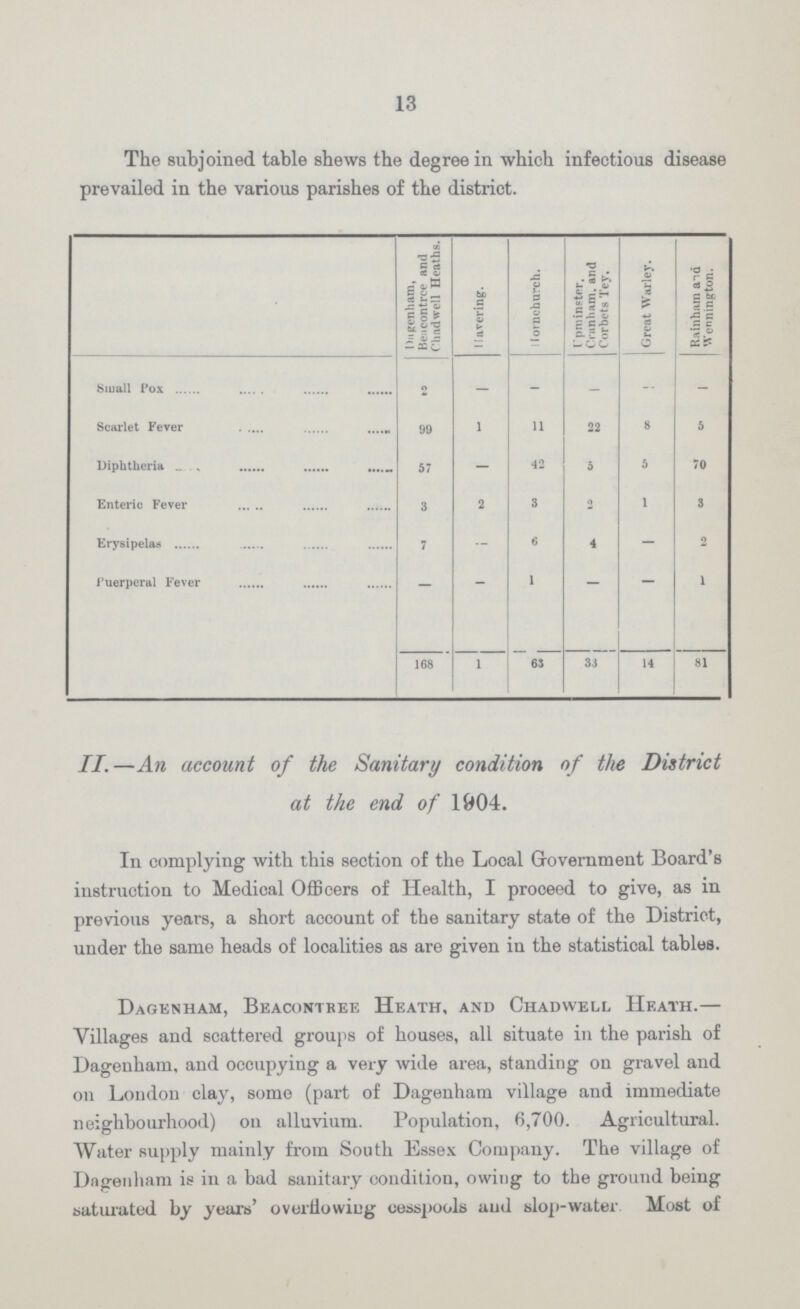 13
The subjoined table shews the degree in which infectious disease
prevailed in the various parishes of the district.
Dagenham, Beacontree and Chadwell Heaths. Havering. Hornchurch. Upminster, Cranham, and Corbets Tey. Great Warley. Rainham and Wennington.
Small Pox ...... ...... ...... ...... 2 — — — — —
Scarlet Fever ...... ...... ...... 99 1 11 22 8 5
Diphtheria ...... ...... ...... ...... 57 — 42 5 5 70
Enteric Fever ...... ...... ...... 3 2 3 2 1 3
Erysipelas ...... ...... ...... ...... 7 — 6 4 — 2
Puerperal Fever ...... ...... ...... — — 1 — — 1
168 1 63 33 14 81
II.—An account of the Sanitary condition of the District
at the end of 1904.
In complying with this section of the Local Government Board's
instruction to Medical Officers of Health, I proceed to give, as in
previous years, a short account of the sanitary state of the District,
under the same heads of localities as are given in the statistical tables.
Dagenham, Beacontree Heath, and Chadwell Heath.—
Villages and scattered groups of houses, all situate in the parish of
Dagenham, and occupying a very wide area, standing on gravel and
on London clay, some (part of Dagenham village and immediate
neighbourhood) on alluvium. Population, 6,700. Agricultural.
Water supply mainly from South Essex Company. The village of
Dagenham is in a bad sanitary condition, owing to the ground being
saturated by years' overflowing cesspools and slop-water. Most of